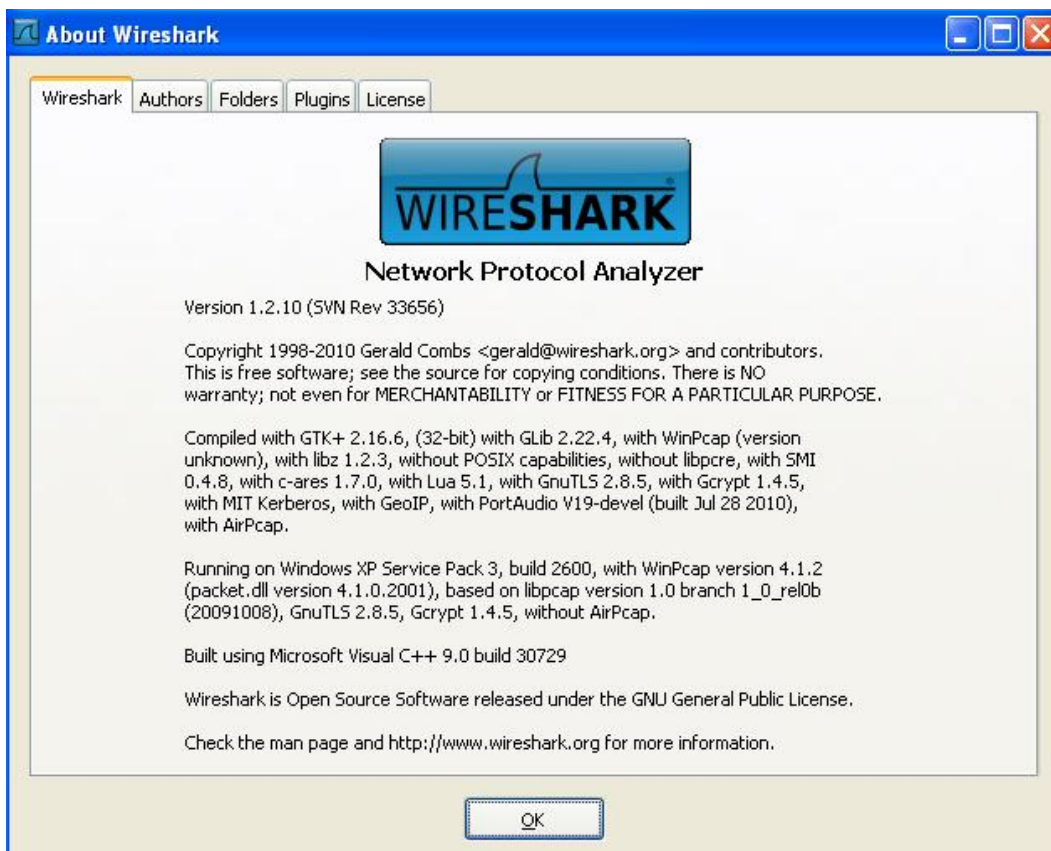 About Wireshark
Wireshark Authors Folders Plugins License
WIRESHARK®
Network Protocol Analyzer
Version 1.2.10 (SVN Rev 33656)
Copyright 1998-2010 Gerald Combs <gerald@wireshark.org> and contributors.
This is free software; see the source for copying conditions. There is NO
warranty; not even for MERCHANTABILITY or FITNESS FOR A PARTICULAR PURPOSE.
Compiled with GTK+ 2.16.6, (32-bit) with GLib 2.22.4, with WinPcap (version
unknown), with libz 1.2.3, without POSIX capabilities, without libpcre, with SMI
0.4.8, with c-ares 1.7.0, with Lua 5.1, with GnuTLS 2.8.5, with Gcrypt 1.4.5,
with MIT Kerberos, with GeoIP, with PortAudio V19-devel (built Jul 28 2010),
with AirPcap.
Running on Windows XP Service Pack 3, build 2600, with WinPcap version 4.1.2
(packet.dll version 4.1.0.2001), based on libpcap version 1.0 branch 1_0_rel0b
(20091008), GnuTLS 2.8.5, Gcrypt 1.4.5, without AirPcap.
Built using Microsoft Visual C++ 9.0 build 30729
Wireshark is Open Source Software released under the GNU General Public License.
Check the man page and http://www.wireshark.org for more information.
OK